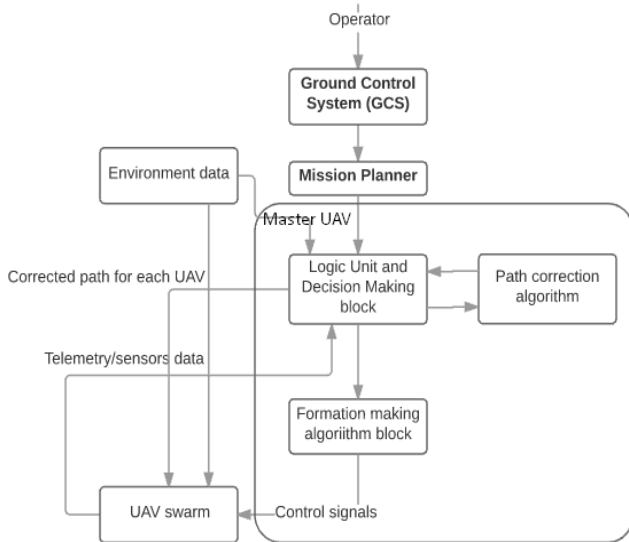 Operator
Ground Control
System (GCS)
Mission Planner
Environment data
Master UAV
Logic Unit and
Decision Making
block
Path correction
algorithm
Corrected path for each UAV
Telemetry/sensors data
Formation making
algoriithm block
UAV swarm
Control signals